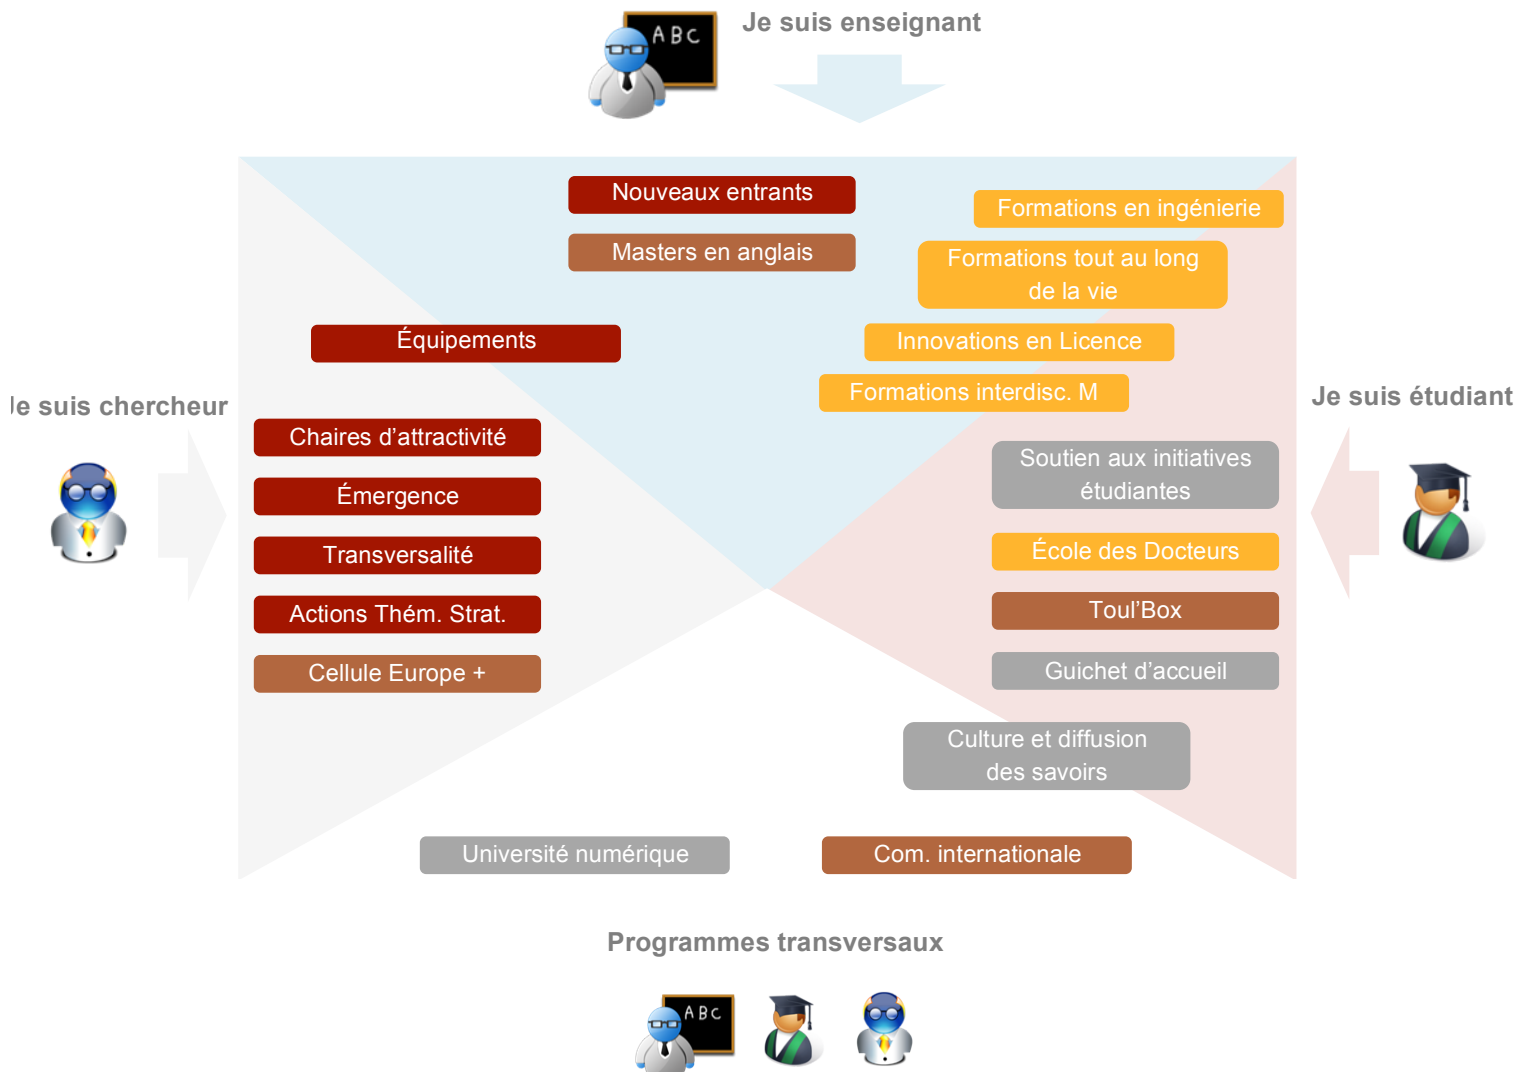 ABC
Je suis enseignant
Nouveaux entrants
Masters en anglais
Formations en ingénierie
Formations tout au long
de la vie
Équipements
Innovations en Licence
Formations interdisc. M
Je suis chercheur
Chaires d’attractivité
Émergence
Transversalité
Actions Thém. Strat.
Cellule Europe +
Je suis étudiant
Soutien aux initiatives
étudiantes
École des Docteurs
Toul’Box
Guichet d’accueil
Culture et diffusion
des savoirs
Université numérique
Com. internationale
Programmes transversaux
ABC